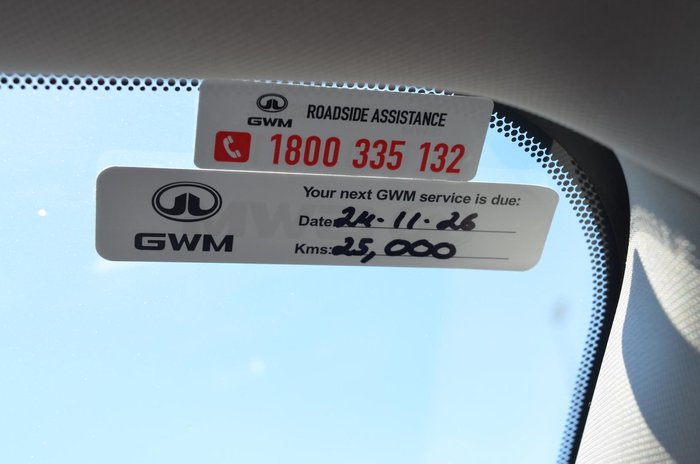 GWM ROADSIDE ASSISTANCE
1800 335 132
Your next GWM service is due:
GWM
Date: 24.11.26
Kms: 25,000